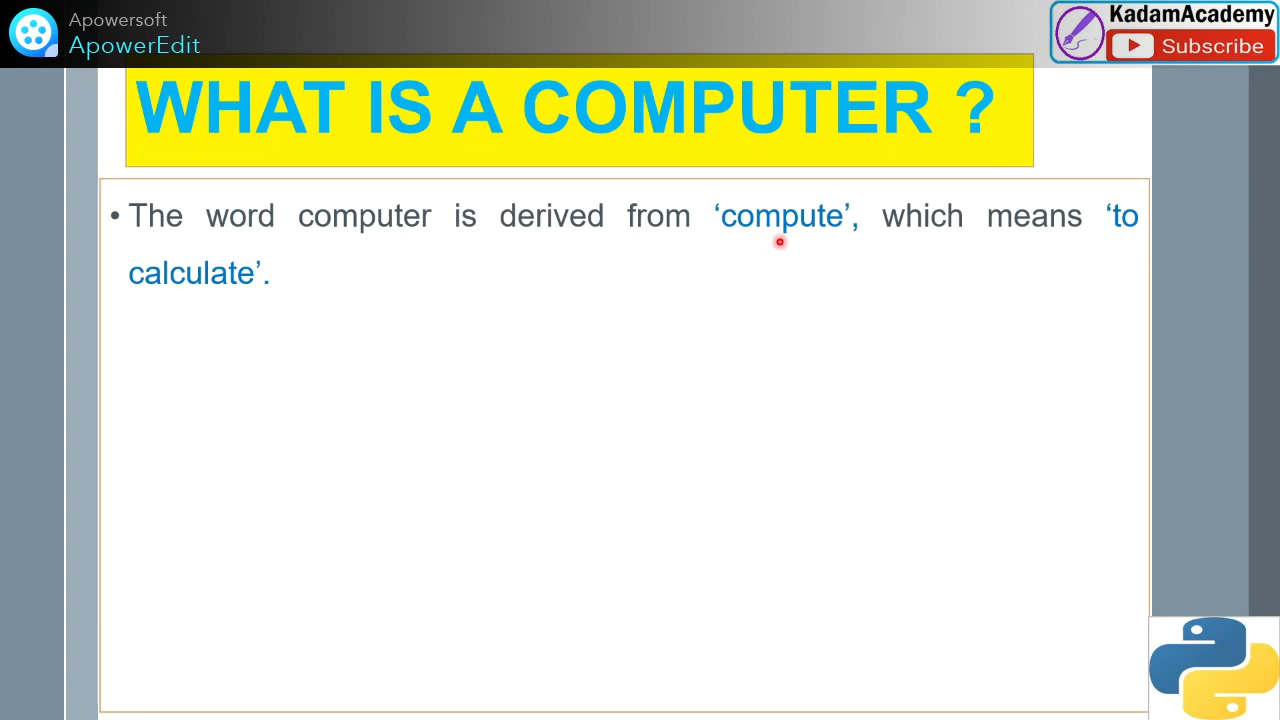 Apowersoft
ApowerEdit
KadamAcademy
Subscribe
WHAT IS A COMPUTER ?
• The word computer is derived from ‘compute’, which means ‘to
calculate’.